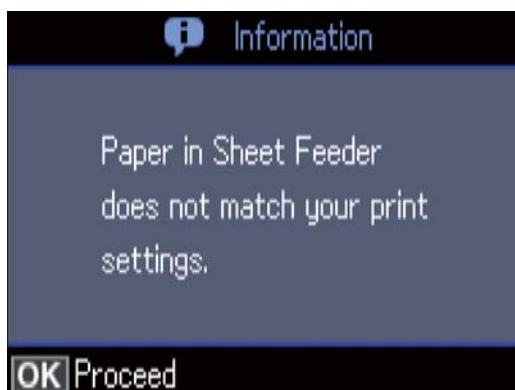 Information
Paper in Sheet Feeder
does not match your print
settings.
OK Proceed